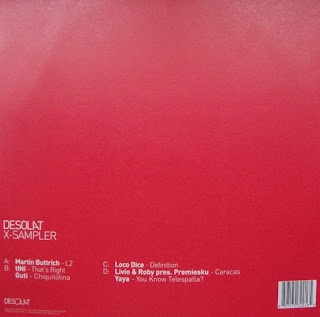 DESOLAT
X-SAMPLER
A: Martin Buttrich - L2
B: tINI - That's Right
Guti - Chiquitolina
C: Loco Dice - Definition
D: Livio & Roby pres. Premiesku - Caracas
Yaya - You Know Telespalla?
DESOLAT